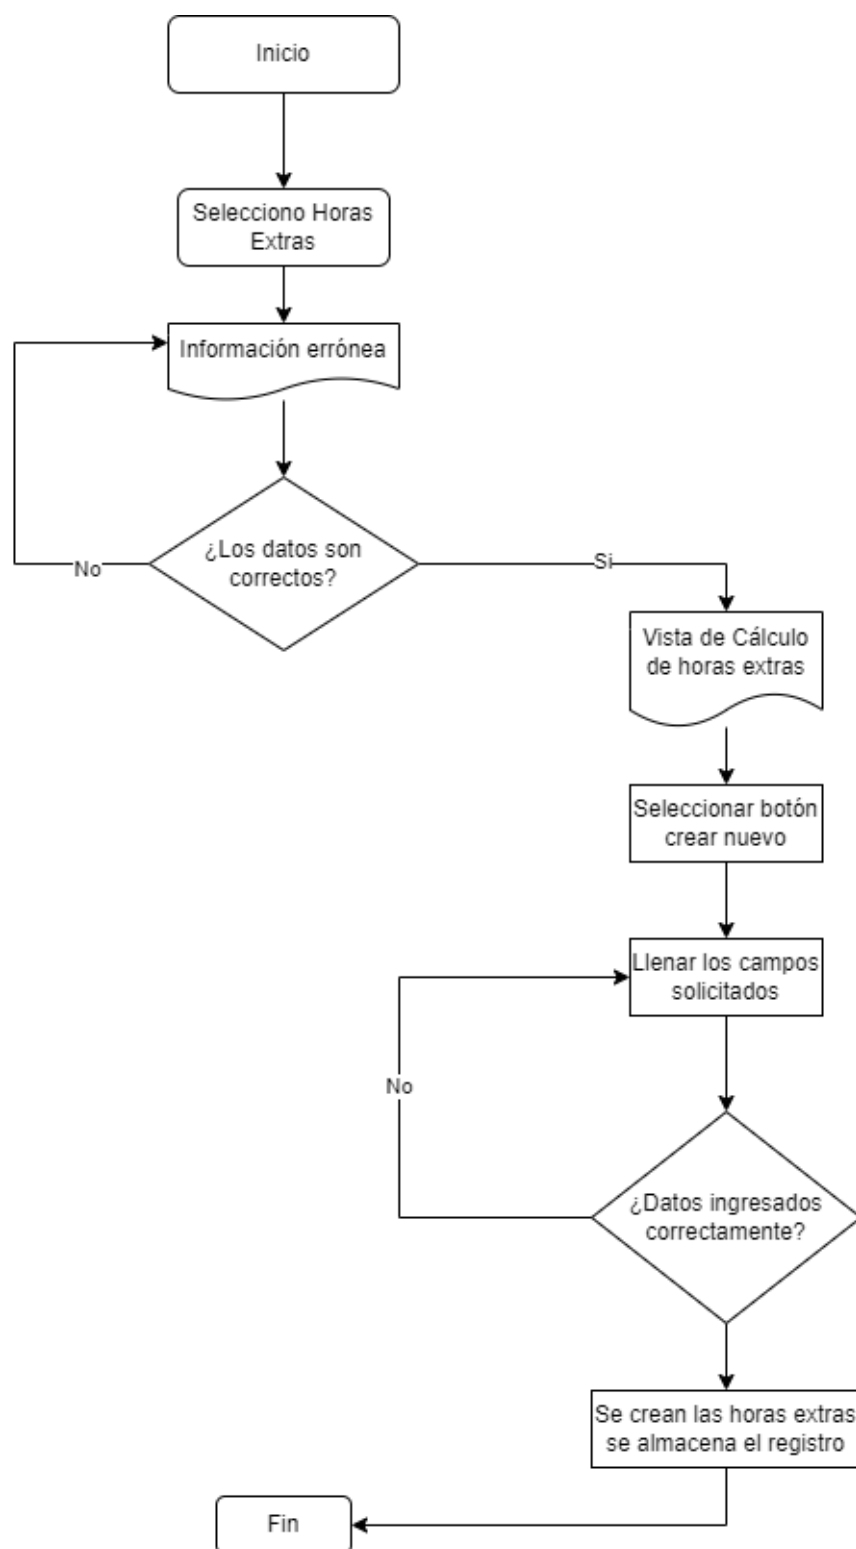 Inicio
Selecciono Horas
Extras
Información errónea
¿Los datos son
correctos?
No
Si
Vista de Cálculo
de horas extras
Seleccionar botón
crear nuevo
Llenar los campos
solicitados
No
¿Datos ingresados
correctamente?
Se crean las horas extras
se almacena el registro
Fin